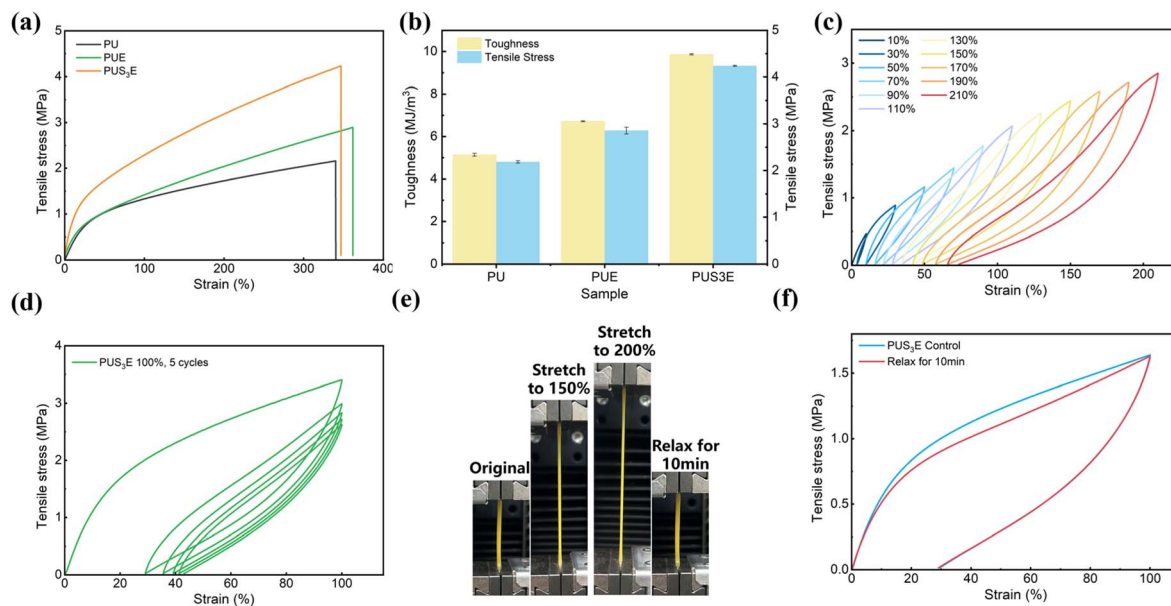 (a)
PU
PUE
PUS₃E
Tensile stress (MPa)
5
4
3
2
1
0
0 100 200 300 400
Strain (%)
(b)
Toughness
Tensile Stress
Toughness (MJ/m³)
10
8
6
4
2
0
PU PUE PUS3E
Sample
5
4
3
2
1
0
Tensile stress (MPa)
(c)
10% 130%
30% 150%
50% 170%
70% 190%
90% 210%
110%
Tensile stress (MPa)
3
2
1
0
0 50 100 150 200
Strain (%)
(d)
PUS₃E 100%, 5 cycles
Tensile stress (MPa)
4
3
2
1
0
0 20 40 60 80 100
Strain (%)
(e)
Original
Stretch
to 150%
Stretch
to 200%
Relax for
10min
(f)
PUS₃E Control
Relax for 10min
Tensile stress (MPa)
1.5
1.0
0.5
0.0
0 20 40 60 80 100
Strain (%)